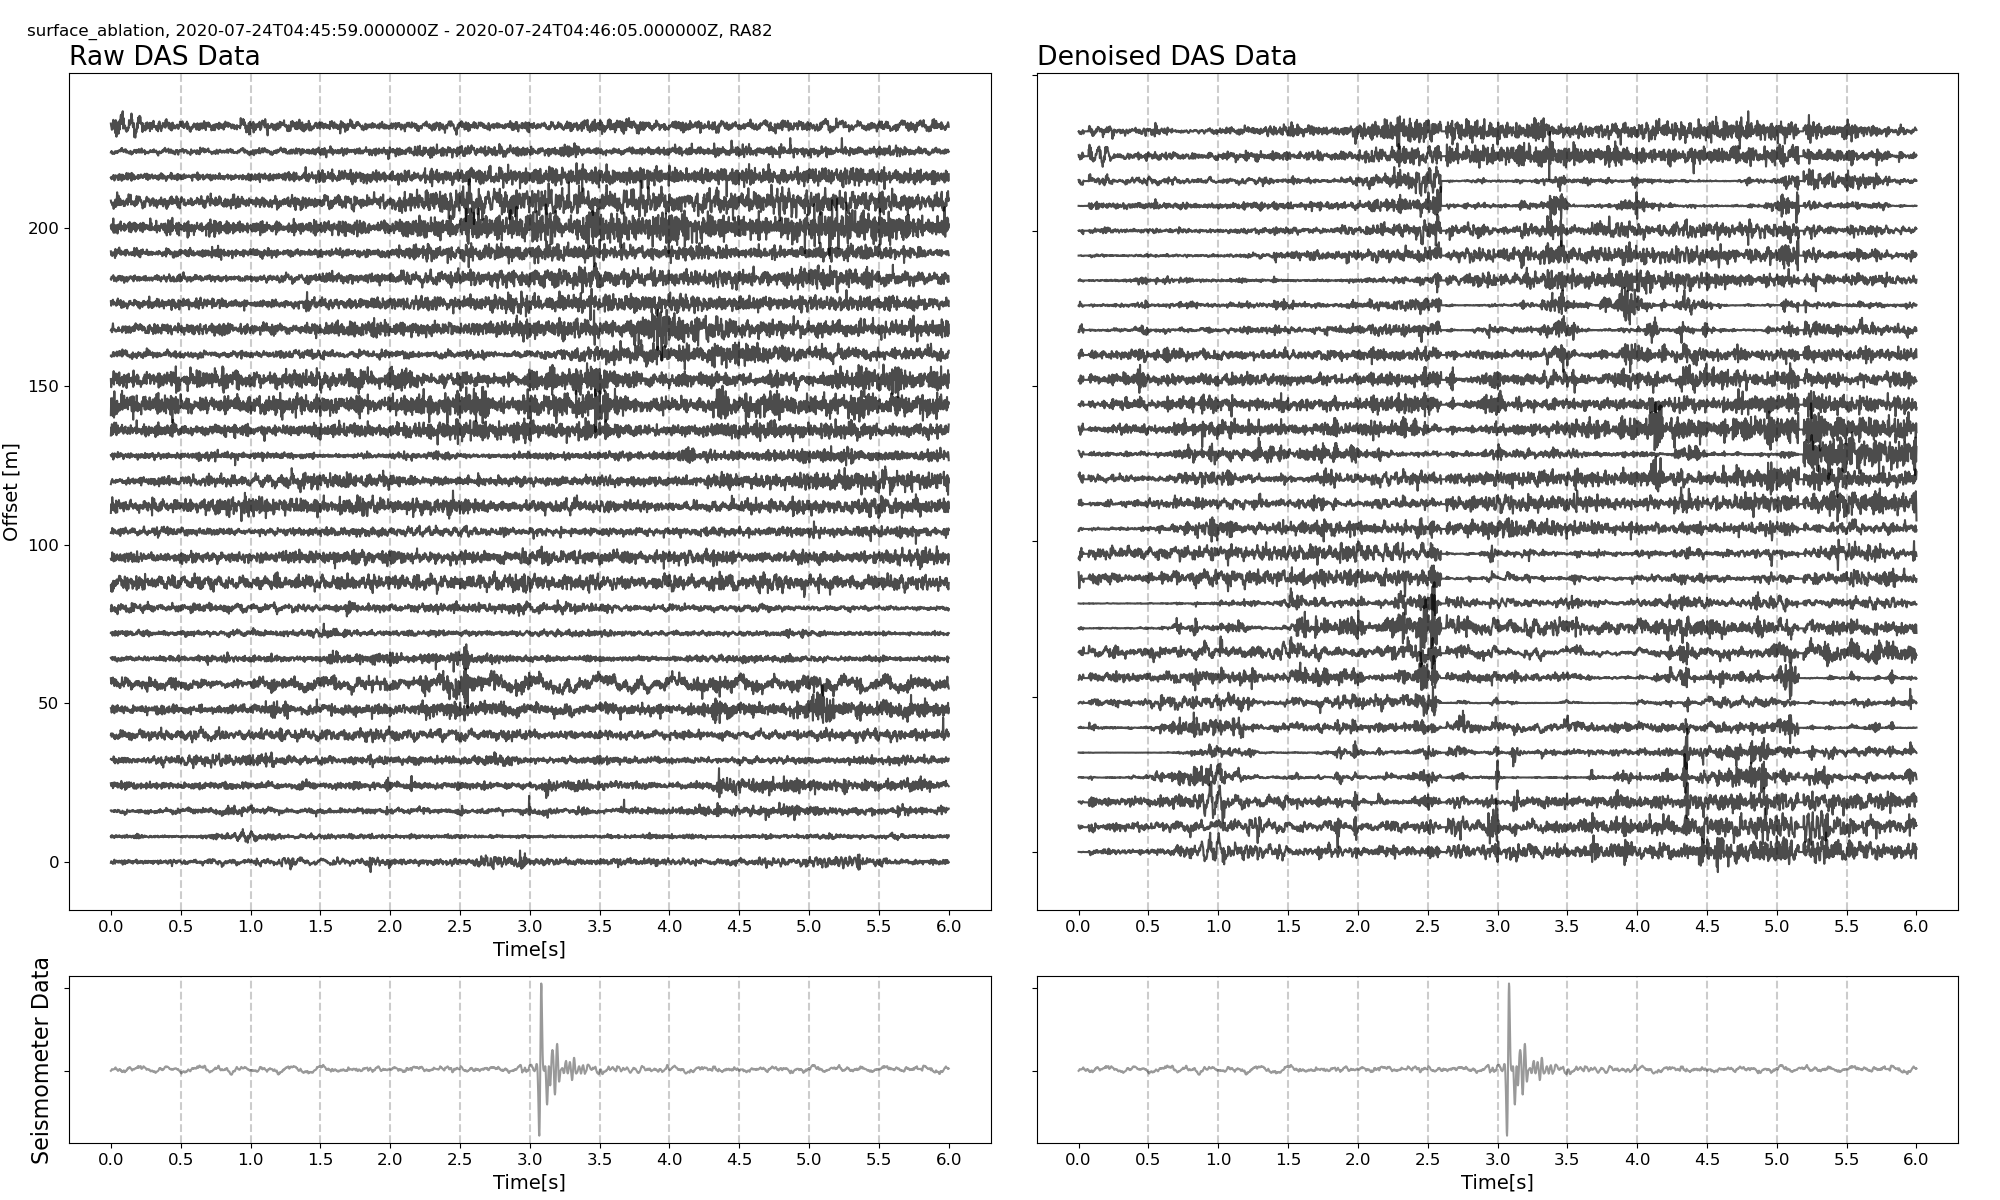 surface_ablation, 2020-07-24T04:45:59.000000Z - 2020-07-24T04:46:05.000000Z, RA82
Raw DAS Data
Denoised DAS Data
Offset [m]
200
150
100
50
0
0.0 0.5 1.0 1.5 2.0 2.5 3.0 3.5 4.0 4.5 5.0 5.5 6.0
Time[s]
0.0 0.5 1.0 1.5 2.0 2.5 3.0 3.5 4.0 4.5 5.0 5.5 6.0
Seismometer Data
0.0 0.5 1.0 1.5 2.0 2.5 3.0 3.5 4.0 4.5 5.0 5.5 6.0
Time[s]
0.0 0.5 1.0 1.5 2.0 2.5 3.0 3.5 4.0 4.5 5.0 5.5 6.0
Time[s]